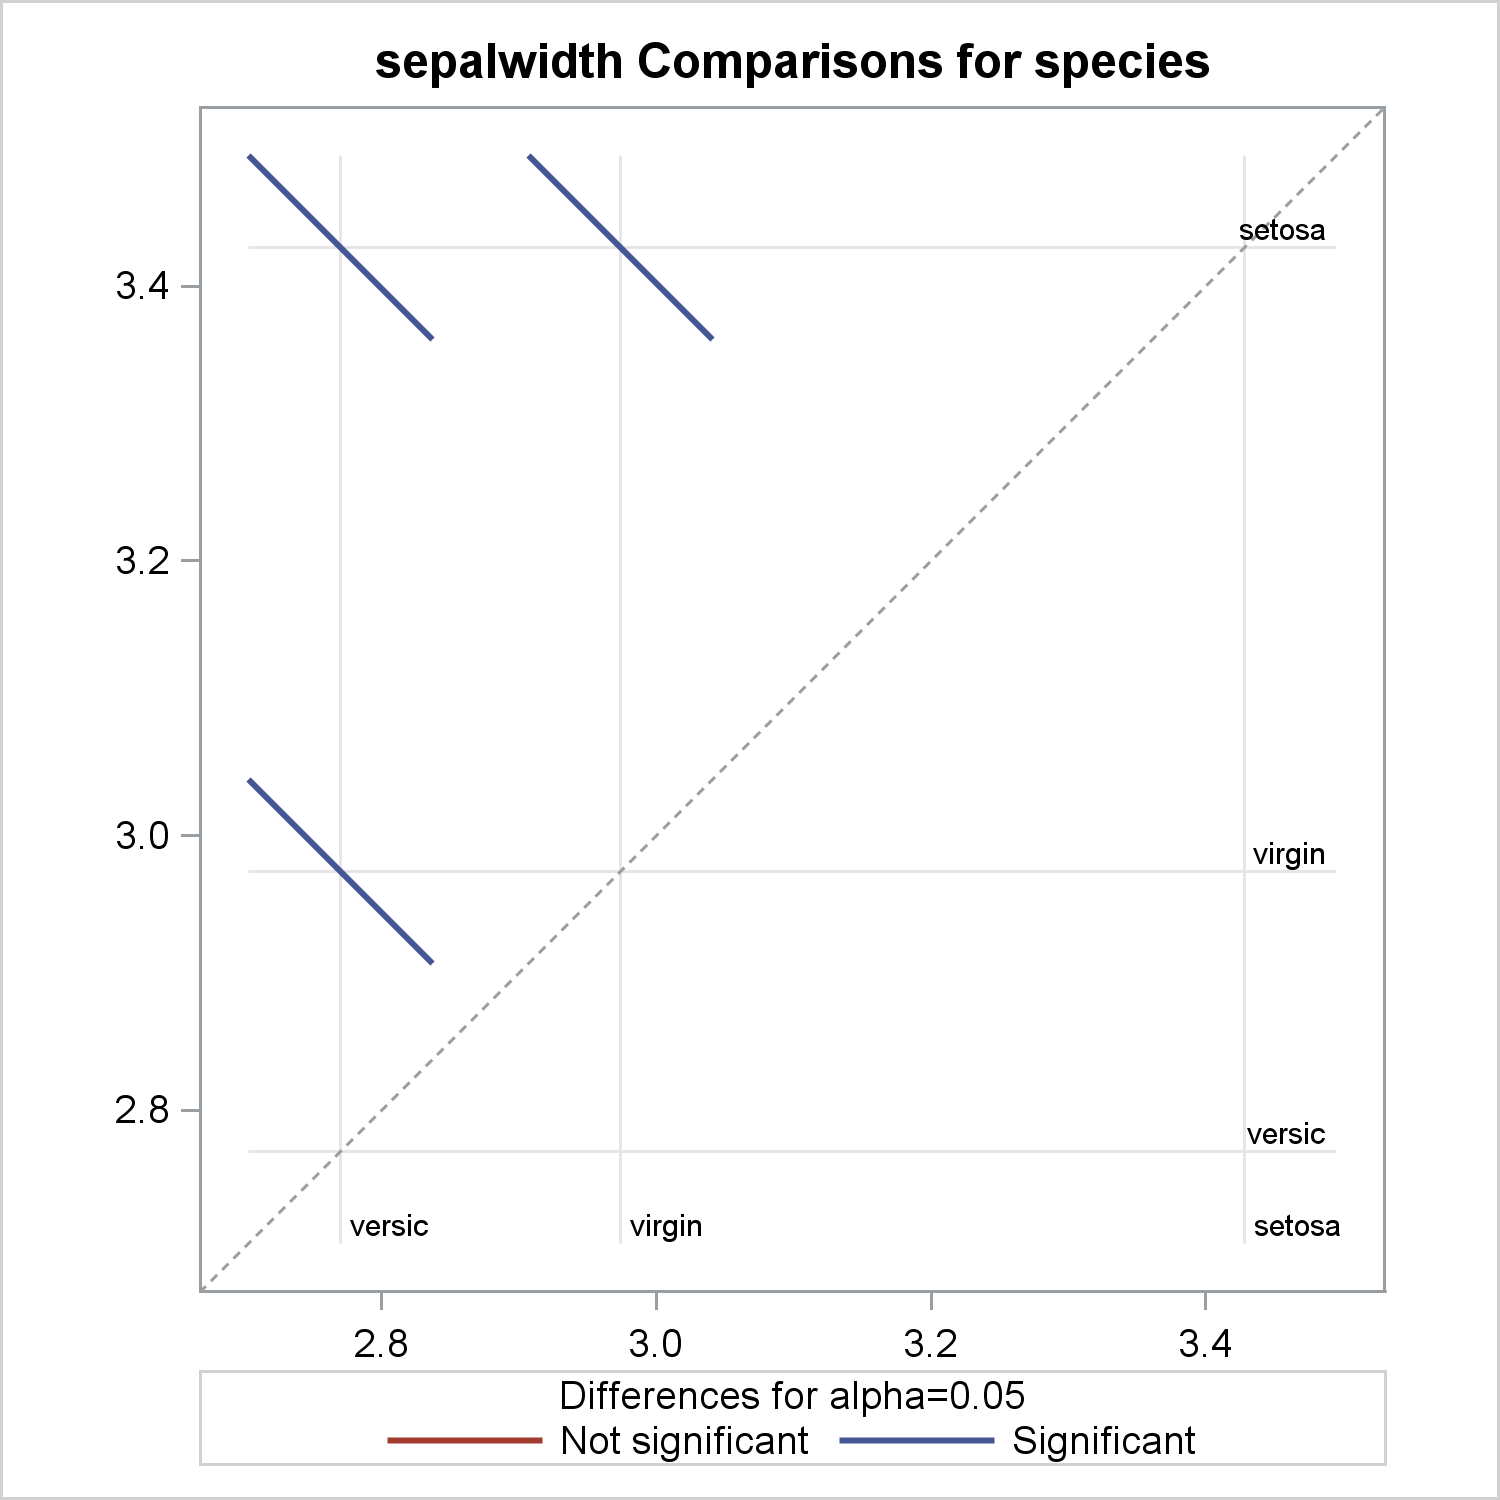 sepalwidth Comparisons for species
setosa
3.4
3.2
3.0
virgin
2.8
versic
versic virgin setosa
2.8 3.0 3.2 3.4
Differences for alpha=0.05
Not significant Significant